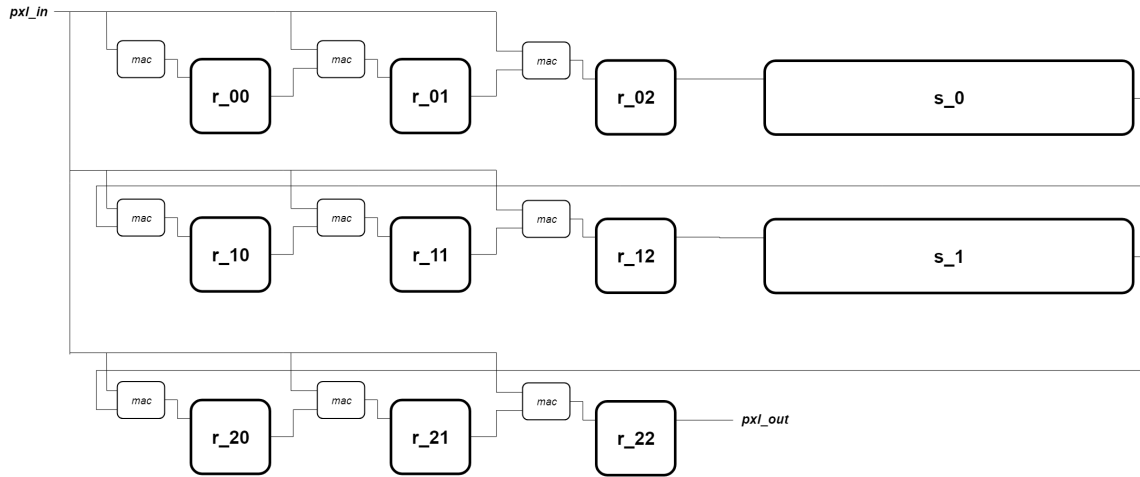 pxl_in
mac mac mac
r_00 r_01 r_02 s_0
mac mac mac
r_10 r_11 r_12 s_1
mac mac mac
r_20 r_21 r_22 pxl_out